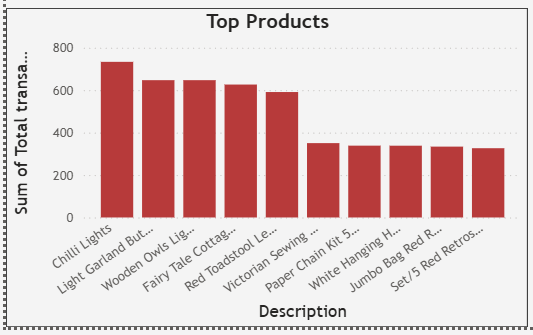 Top Products
Sum of Total transa...
800
600
400
200
0
Chilli Lights
Light Garland But...
Wooden Owls Lig...
Fairy Tale Cottag...
Red Toadstool Le...
Victorian Sewing ...
Paper Chain Kit 5...
White Hanging H...
Jumbo Bag Red R...
Set/5 Red Retros...
Description